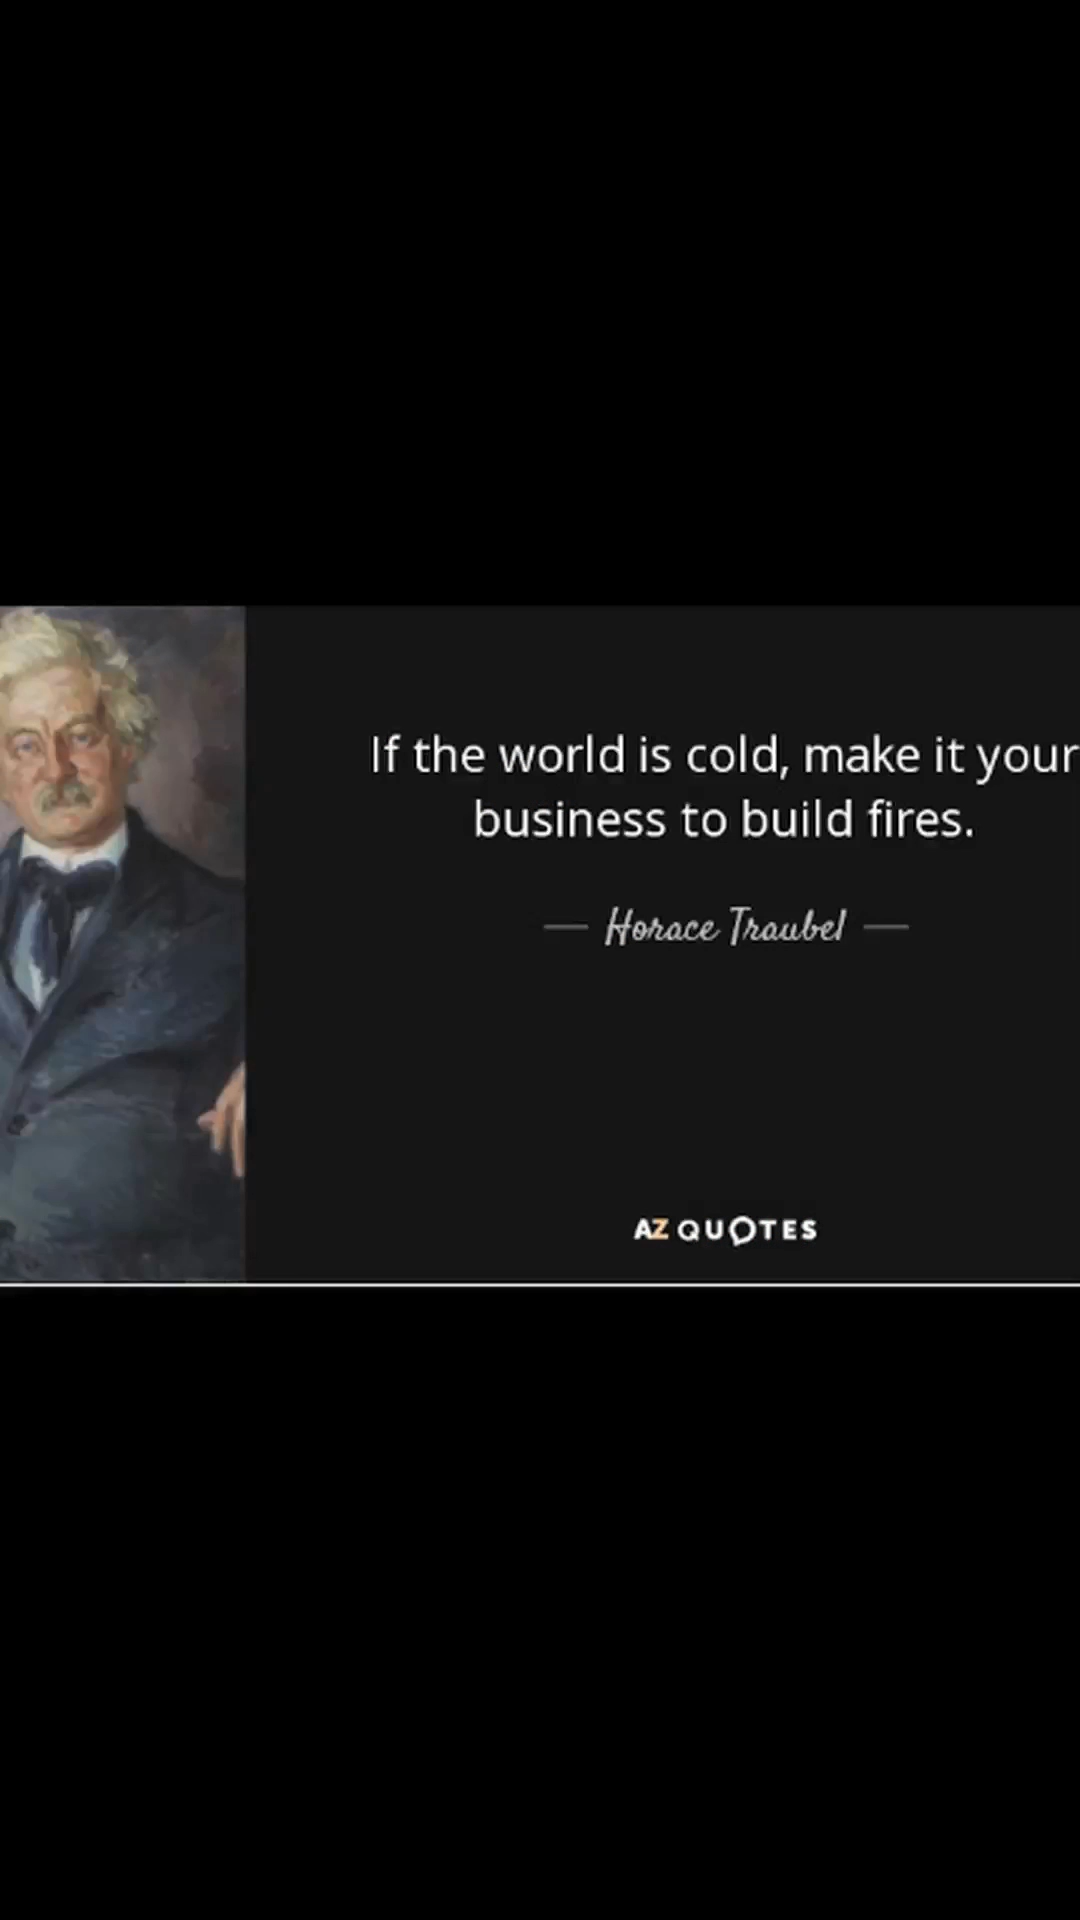 If the world is cold, make it your
business to build fires.
— Horace Traubel —
AZ QUOTES